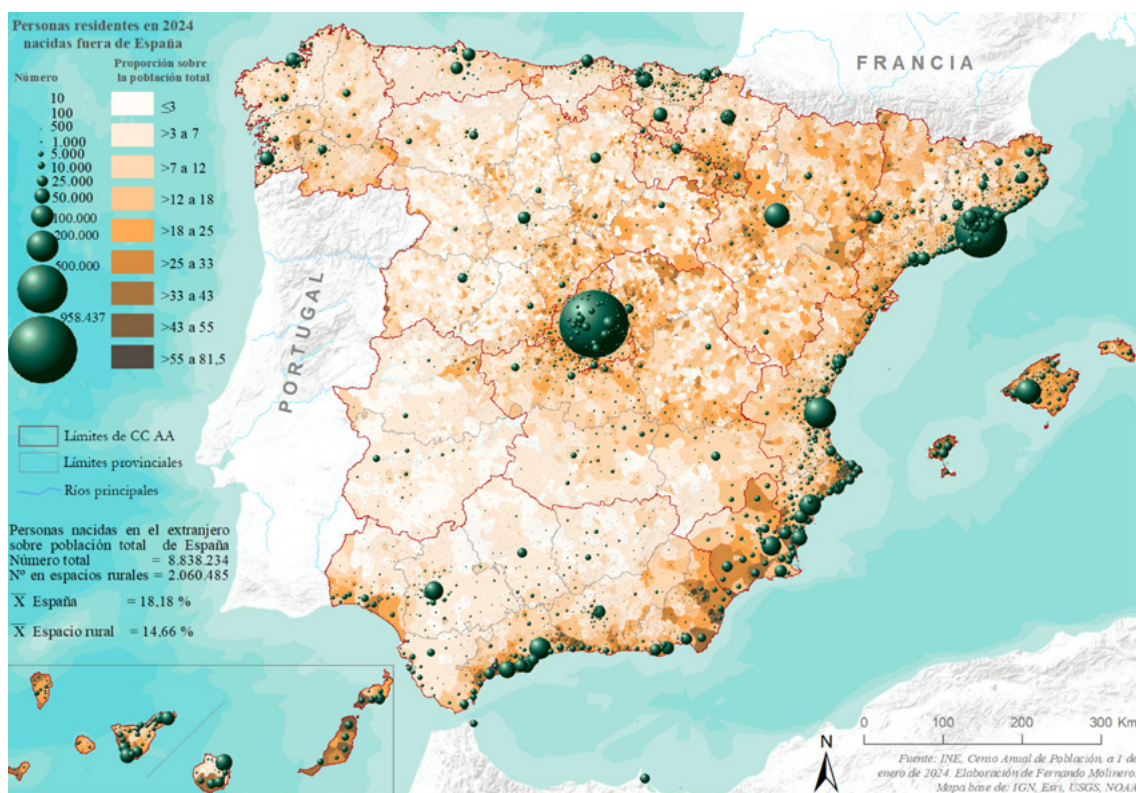 Personas residentes en 2024
nacidas fuera de España
Número
Proporción sobre
la población total
10
100
500
1.000
5.000
10.000
25.000
50.000
100.000
200.000
500.000
958.437
≤3
>3 a 7
>7 a 12
>12 a 18
>18 a 25
>25 a 33
>33 a 43
>43 a 55
>55 a 81,5
Límites de CC AA
Límites provinciales
Ríos principales
Personas nacidas en el extranjero
sobre población total de España
Número total = 8.838.234
Nº en espacios rurales = 2.060.485
X̅ España = 18,18 %
X̅ Espacio rural = 14,66 %
FRANCIA
PORTUGAL
N
0 100 200 300 Km
Fuente: INE, Censo Anual de Población, a 1 de
enero de 2024. Elaboración de Fernando Molinero.
Mapa base de: IGN, Esri, USGS, NOAA